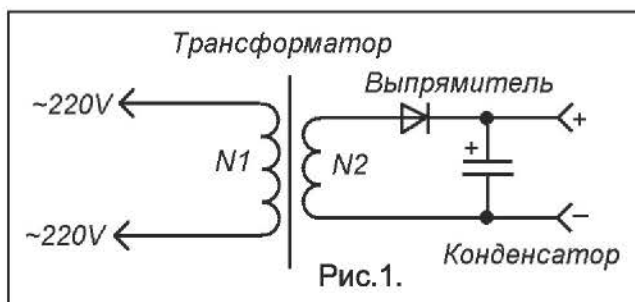 Трансформатор
Выпрямитель
~220V
N1
N2
+
+
~220V
–
Конденсатор
Рис.1.